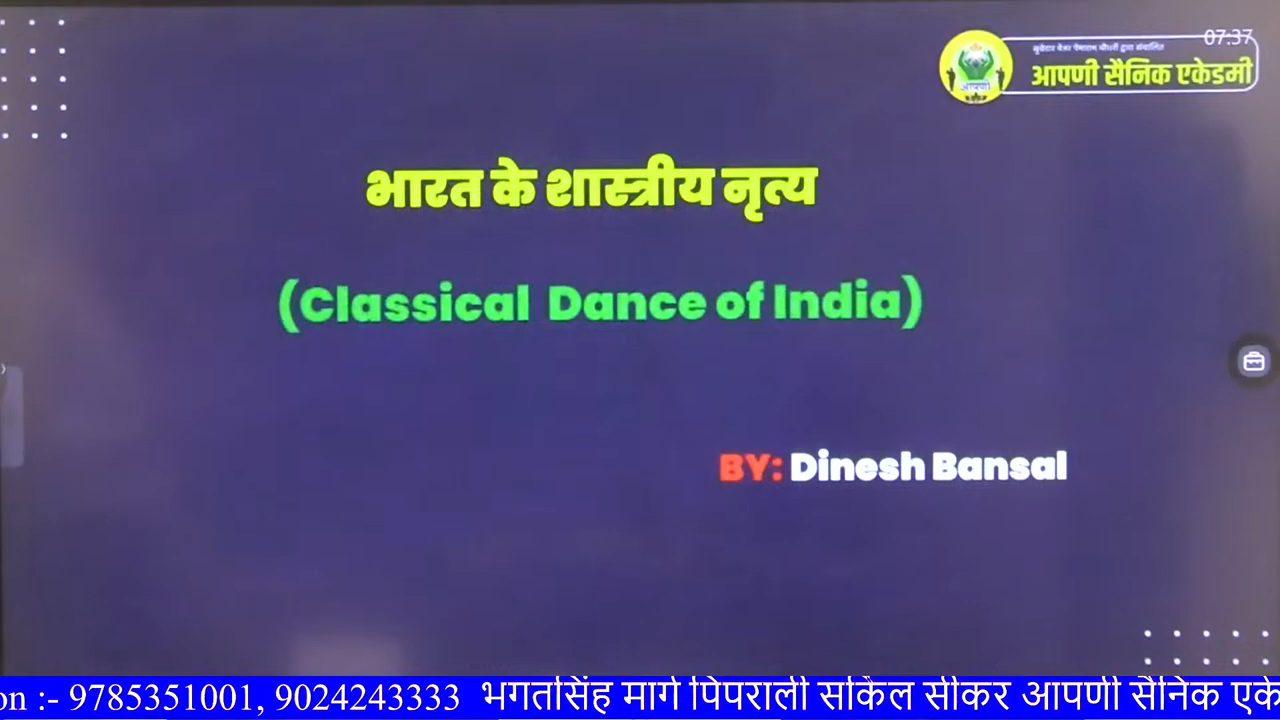 07:37
आपणी सैनिक एकेडमी
आपणी
भारत के शास्त्रीय नृत्य
(Classical Dance of India)
BY: Dinesh Bansal
on :- 9785351001, 9024243333 भगतसिंह मार्ग पिपराली सर्किल सीकर आपणी सैनिक एके